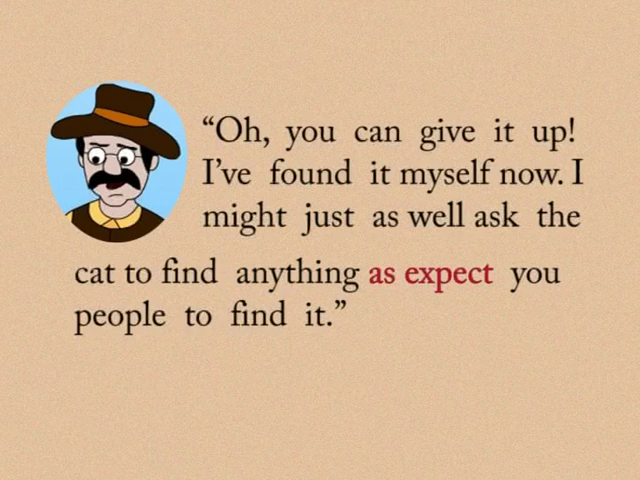 “Oh, you can give it up!
I’ve found it myself now. I
might just as well ask the
cat to find anything as expect you
people to find it.”